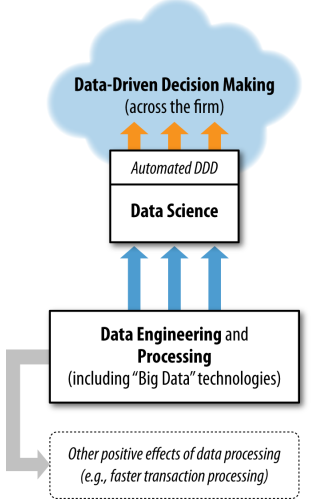 Data-Driven Decision Making
(across the firm)
Automated DDD
Data Science
Data Engineering and
Processing
(including “Big Data” technologies)
Other positive effects of data processing
(e.g., faster transaction processing)